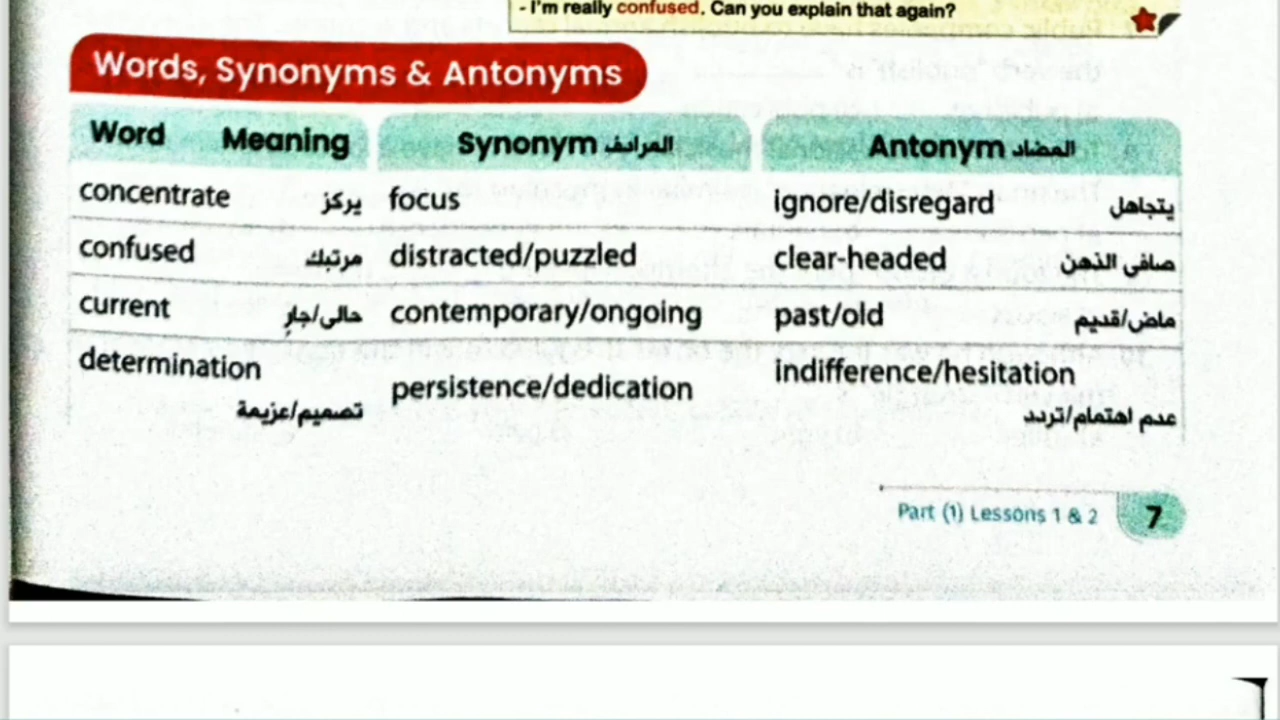 - I'm really confused. Can you explain that again?
Words, Synonyms & Antonyms
Word Meaning Synonym المرادف Antonym المضاد
concentrate يركز focus ignore/disregard يتجاهل
confused مرتبك distracted/puzzled clear-headed صافى الذهن
current حالى/جارٍ contemporary/ongoing past/old ماض/قديم
determination persistence/dedication indifference/hesitation
تصميم/عزيمة عدم اهتمام/تردد
Part (1) Lessons 1 & 2 7